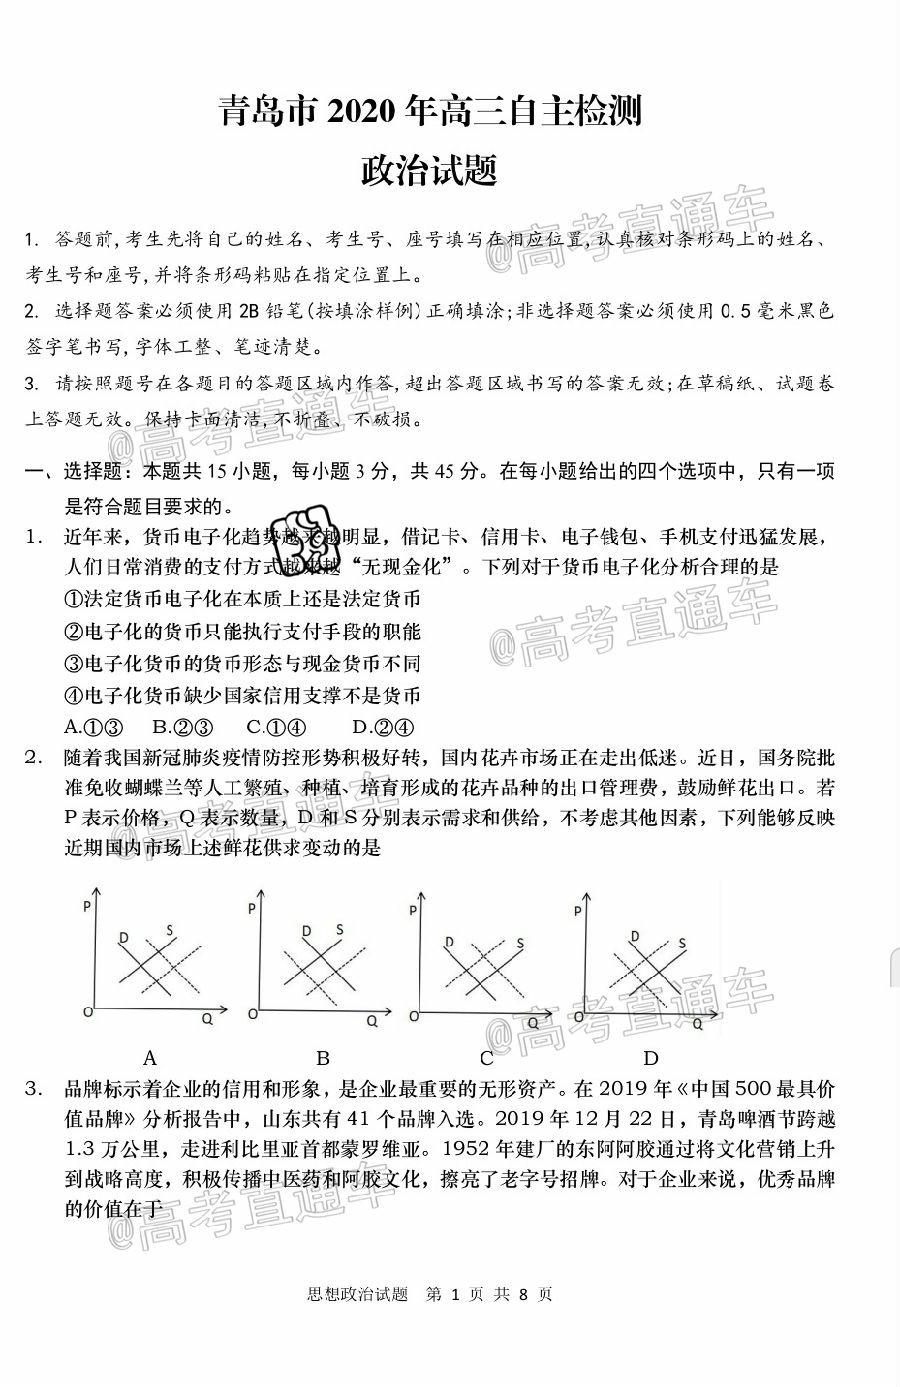 青岛市 2020 年高三自主检测
政治试题
@高考直通车
1. 答题前,考生先将自己的姓名、考生号、座号填写在相应位置,认真核对条形码上的姓名、
考生号和座号,并将条形码粘贴在指定位置上。
2. 选择题答案必须使用 2B 铅笔(按填涂样例)正确填涂;非选择题答案必须使用 0.5 毫米黑色
签字笔书写,字体工整、笔迹清楚。
3. 请按照题号在各题目的答题区域内作答,超出答题区域书写的答案无效;在草稿纸、试题卷
上答题无效。保持卡面清洁,不折叠、不破损。
@高考直通车
一、选择题：本题共 15 小题，每小题 3 分，共 45 分。在每小题给出的四个选项中，只有一项
是符合题目要求的。
1. 近年来，货币电子化趋势越来越明显，借记卡、信用卡、电子钱包、手机支付迅猛发展，
人们日常消费的支付方式越来越“无现金化”。下列对于货币电子化分析合理的是
①法定货币电子化在本质上还是法定货币
②电子化的货币只能执行支付手段的职能
@高考直通车
③电子化货币的货币形态与现金货币不同
④电子化货币缺少国家信用支撑不是货币
A.①③ B.②③ C.①④ D.②④
2. 随着我国新冠肺炎疫情防控形势积极好转，国内花卉市场正在走出低迷。近日，国务院批
准免收蝴蝶兰等人工繁殖、种植、培育形成的花卉品种的出口管理费，鼓励鲜花出口。若
P 表示价格，Q 表示数量，D 和 S 分别表示需求和供给，不考虑其他因素，下列能够反映
@高考直通车
近期国内市场上述鲜花供求变动的是
P D S O Q
P D S O Q
P D S O Q
P D S O Q
@高考直通车
A B C D
3. 品牌标示着企业的信用和形象，是企业最重要的无形资产。在 2019 年《中国 500 最具价
值品牌》分析报告中，山东共有 41 个品牌入选。2019 年 12 月 22 日，青岛啤酒节跨越
1.3 万公里，走进利比里亚首都蒙罗维亚。1952 年建厂的东阿阿胶通过将文化营销上升
到战略高度，积极传播中医药和阿胶文化，擦亮了老字号招牌。对于企业来说，优秀品牌
的价值在于
@高考直通车
思想政治试题 第 1 页 共 8 页